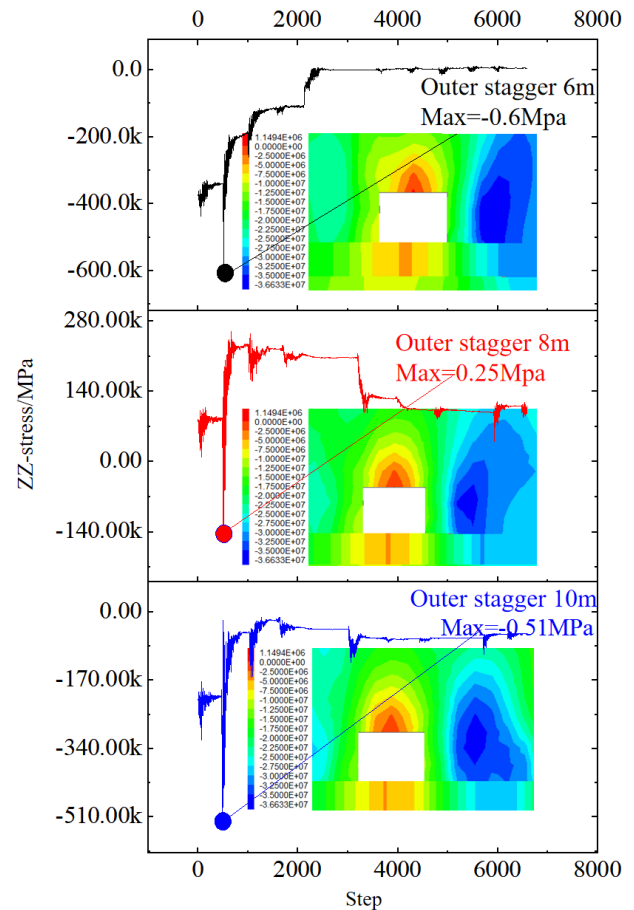 0 2000 4000 6000 8000
0.0
-200.0k
-400.0k
-600.0k
Outer stagger 6m
Max=-0.6Mpa
1.1494E+06
0.0000E+00
-2.5000E+06
-5.0000E+06
-7.5000E+06
-1.0000E+07
-1.2500E+07
-1.5000E+07
-1.7500E+07
-2.0000E+07
-2.2500E+07
-2.5000E+07
-2.7500E+07
-3.0000E+07
-3.2500E+07
-3.5000E+07
-3.6633E+07
ZZ-stress/MPa
280.00k
140.00k
0.00
-140.00k
Outer stagger 8m
Max=0.25Mpa
1.1494E+06
0.0000E+00
-2.5000E+06
-5.0000E+06
-7.5000E+06
-1.0000E+07
-1.2500E+07
-1.5000E+07
-1.7500E+07
-2.0000E+07
-2.2500E+07
-2.5000E+07
-2.7500E+07
-3.0000E+07
-3.2500E+07
-3.5000E+07
-3.6633E+07
0.00
-170.00k
-340.00k
-510.00k
Outer stagger 10m
Max=-0.51MPa
1.1494E+06
0.0000E+00
-2.5000E+06
-5.0000E+06
-7.5000E+06
-1.0000E+07
-1.2500E+07
-1.5000E+07
-1.7500E+07
-2.0000E+07
-2.2500E+07
-2.5000E+07
-2.7500E+07
-3.0000E+07
-3.2500E+07
-3.5000E+07
-3.6633E+07
0 2000 4000 6000 8000
Step